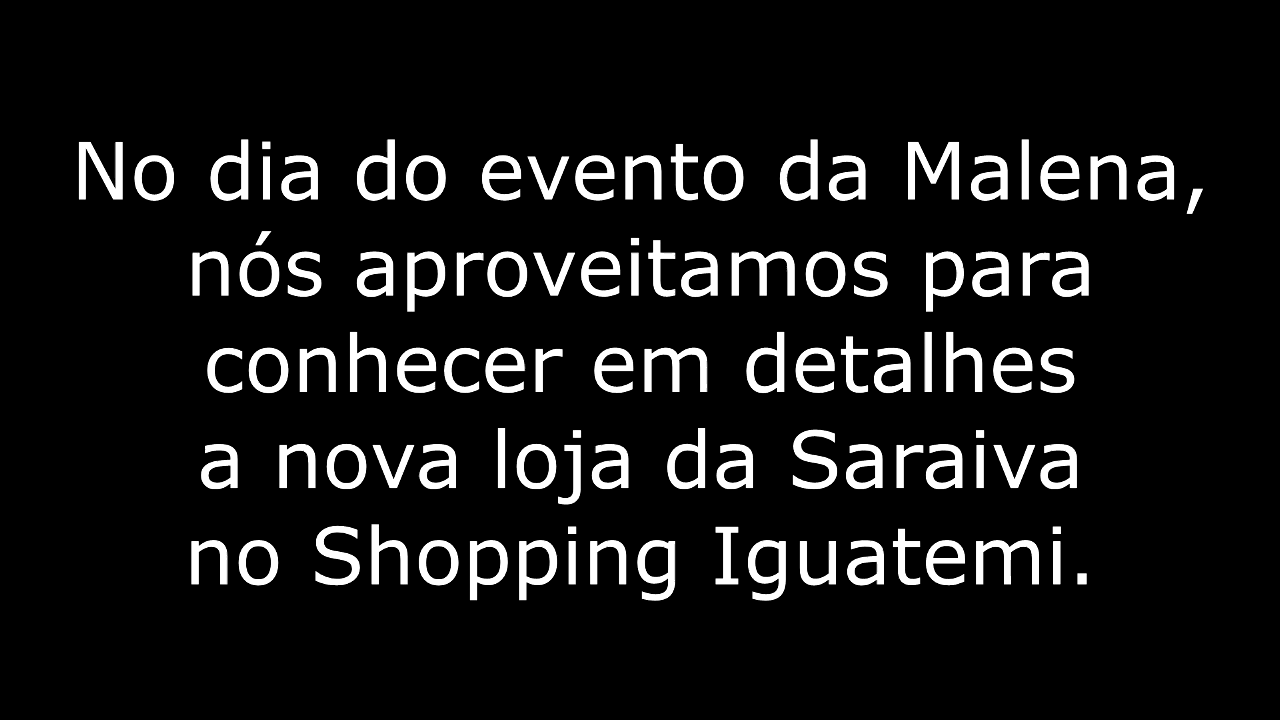 No dia do evento da Malena,
nós aproveitamos para
conhecer em detalhes
a nova loja da Saraiva
no Shopping Iguatemi.